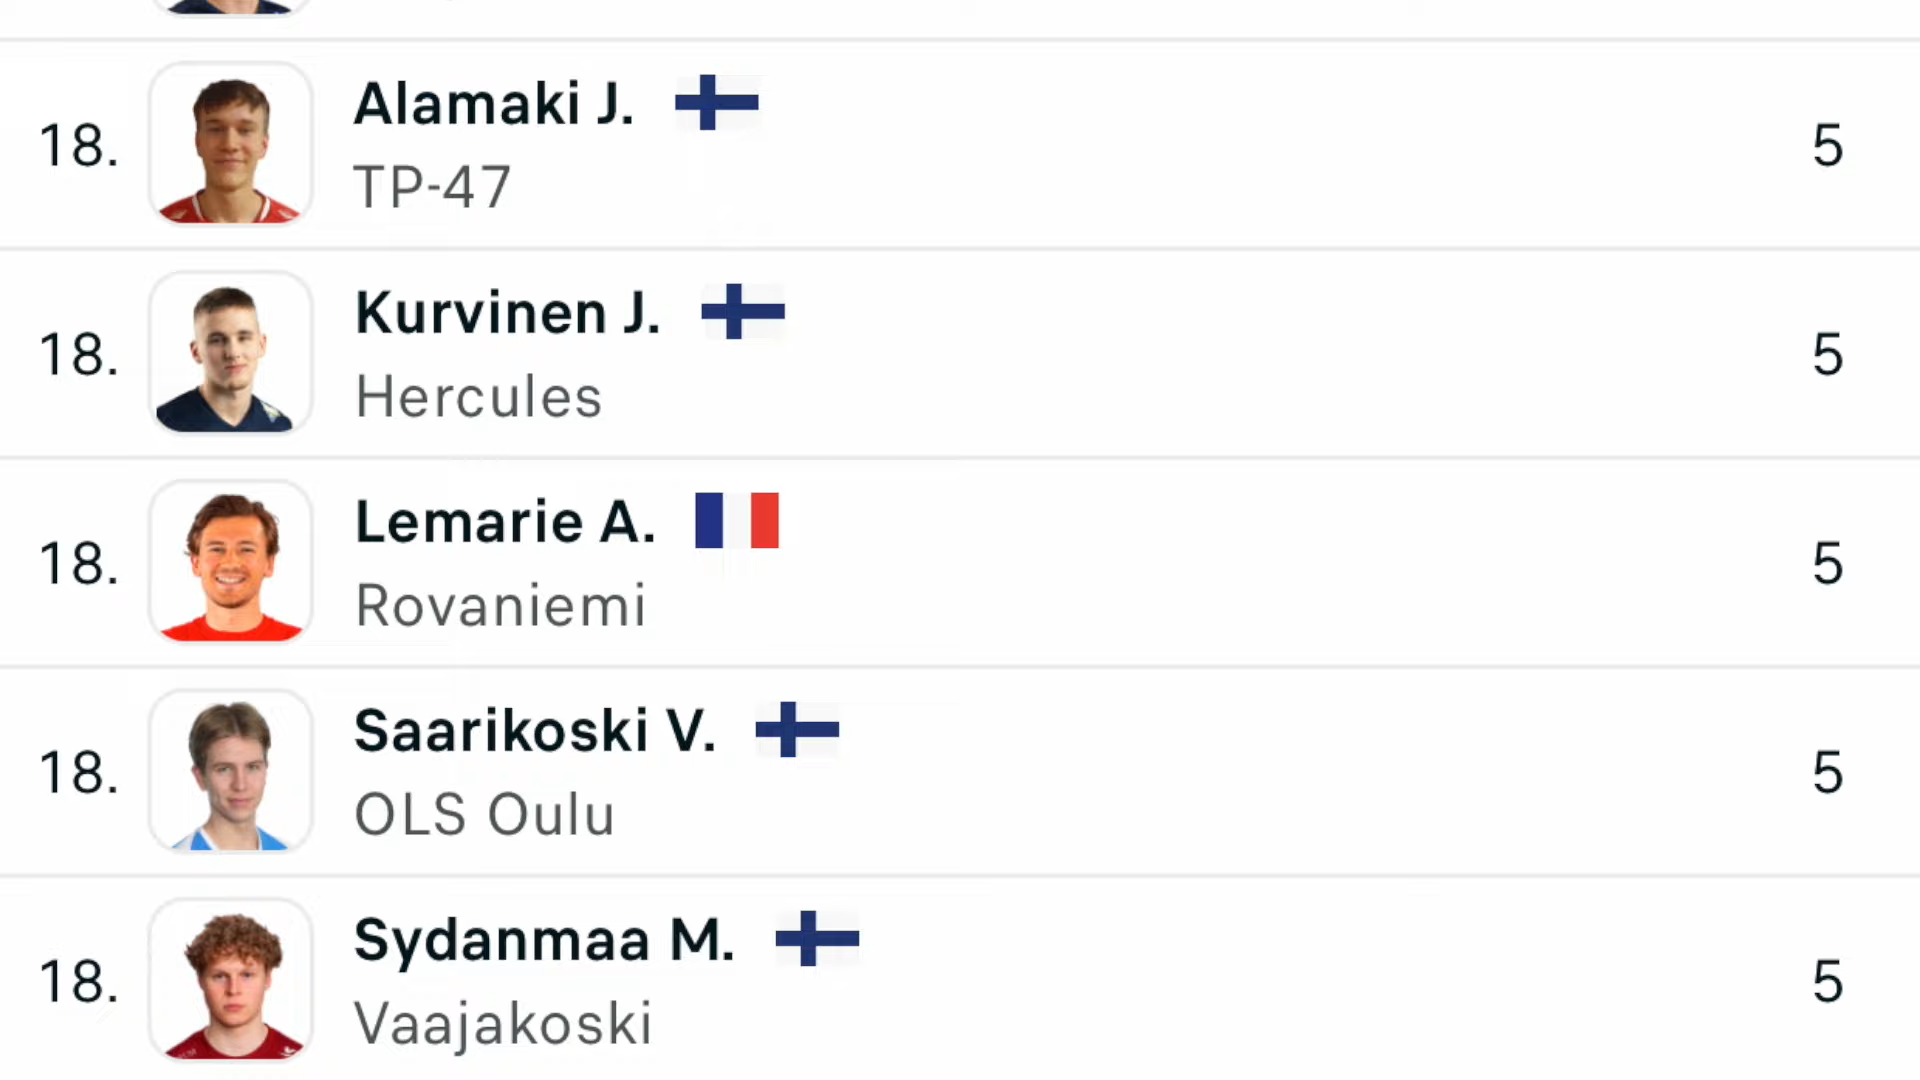 18.
Alamaki J.
TP-47
5
18.
Kurvinen J.
Hercules
5
18.
Lemarie A.
Rovaniemi
5
18.
Saarikoski V.
OLS Oulu
5
18.
Sydanmaa M.
Vaajakoski
5